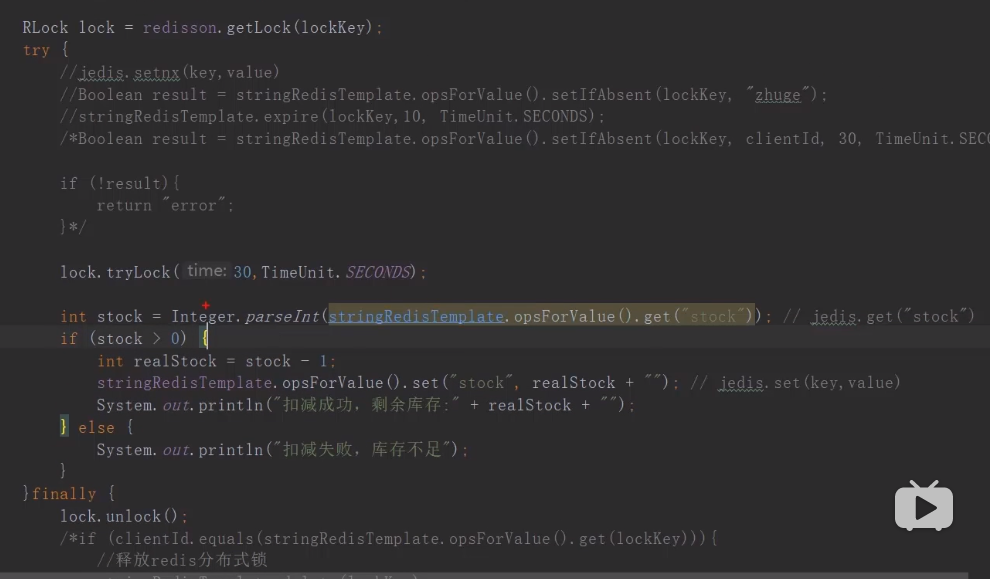 RLock lock = redisson.getLock(lockKey);
try {
//jedis.setnx(key,value)
//Boolean result = stringRedisTemplate.opsForValue().setIfAbsent(lockKey, "zhuge");
//stringRedisTemplate.expire(lockKey,10, TimeUnit.SECONDS);
/*Boolean result = stringRedisTemplate.opsForValue().setIfAbsent(lockKey, clientId, 30, TimeUnit.SECO
if (!result){
return "error";
}*/
lock.tryLock( time: 30,TimeUnit.SECONDS);
int stock = Integer.parseInt(stringRedisTemplate.opsForValue().get("stock")); // jedis.get("stock")
if (stock > 0) {
int realStock = stock - 1;
stringRedisTemplate.opsForValue().set("stock", realStock + ""); // jedis.set(key,value)
System.out.println("扣减成功，剩余库存:" + realStock + "");
} else {
System.out.println("扣减失败，库存不足");
}
}finally {
lock.unlock();
/*if (clientId.equals(stringRedisTemplate.opsForValue().get(lockKey))){
//释放redis分布式锁